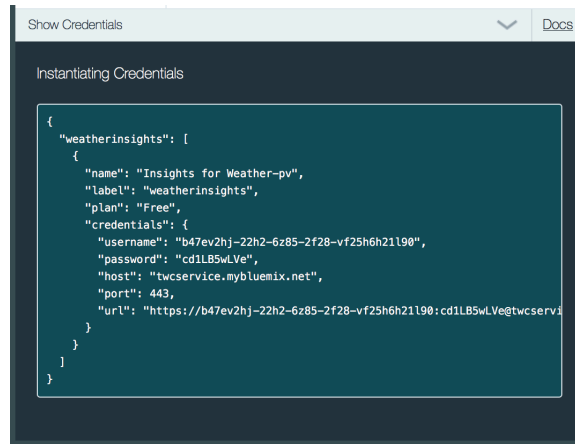 Show Credentials Docs
Instantiating Credentials
{
"weatherinsights": [
{
"name": "Insights for Weather-pv",
"label": "weatherinsights",
"plan": "Free",
"credentials": {
"username": "b47ev2hj-22h2-6z85-2f28-vf25h6h21l90",
"password": "cd1LB5wLVe",
"host": "twcservice.mybluemix.net",
"port": 443,
"url": "https://b47ev2hj-22h2-6z85-2f28-vf25h6h21l90:cd1LB5wLVe@twcservi
}
}
]
}